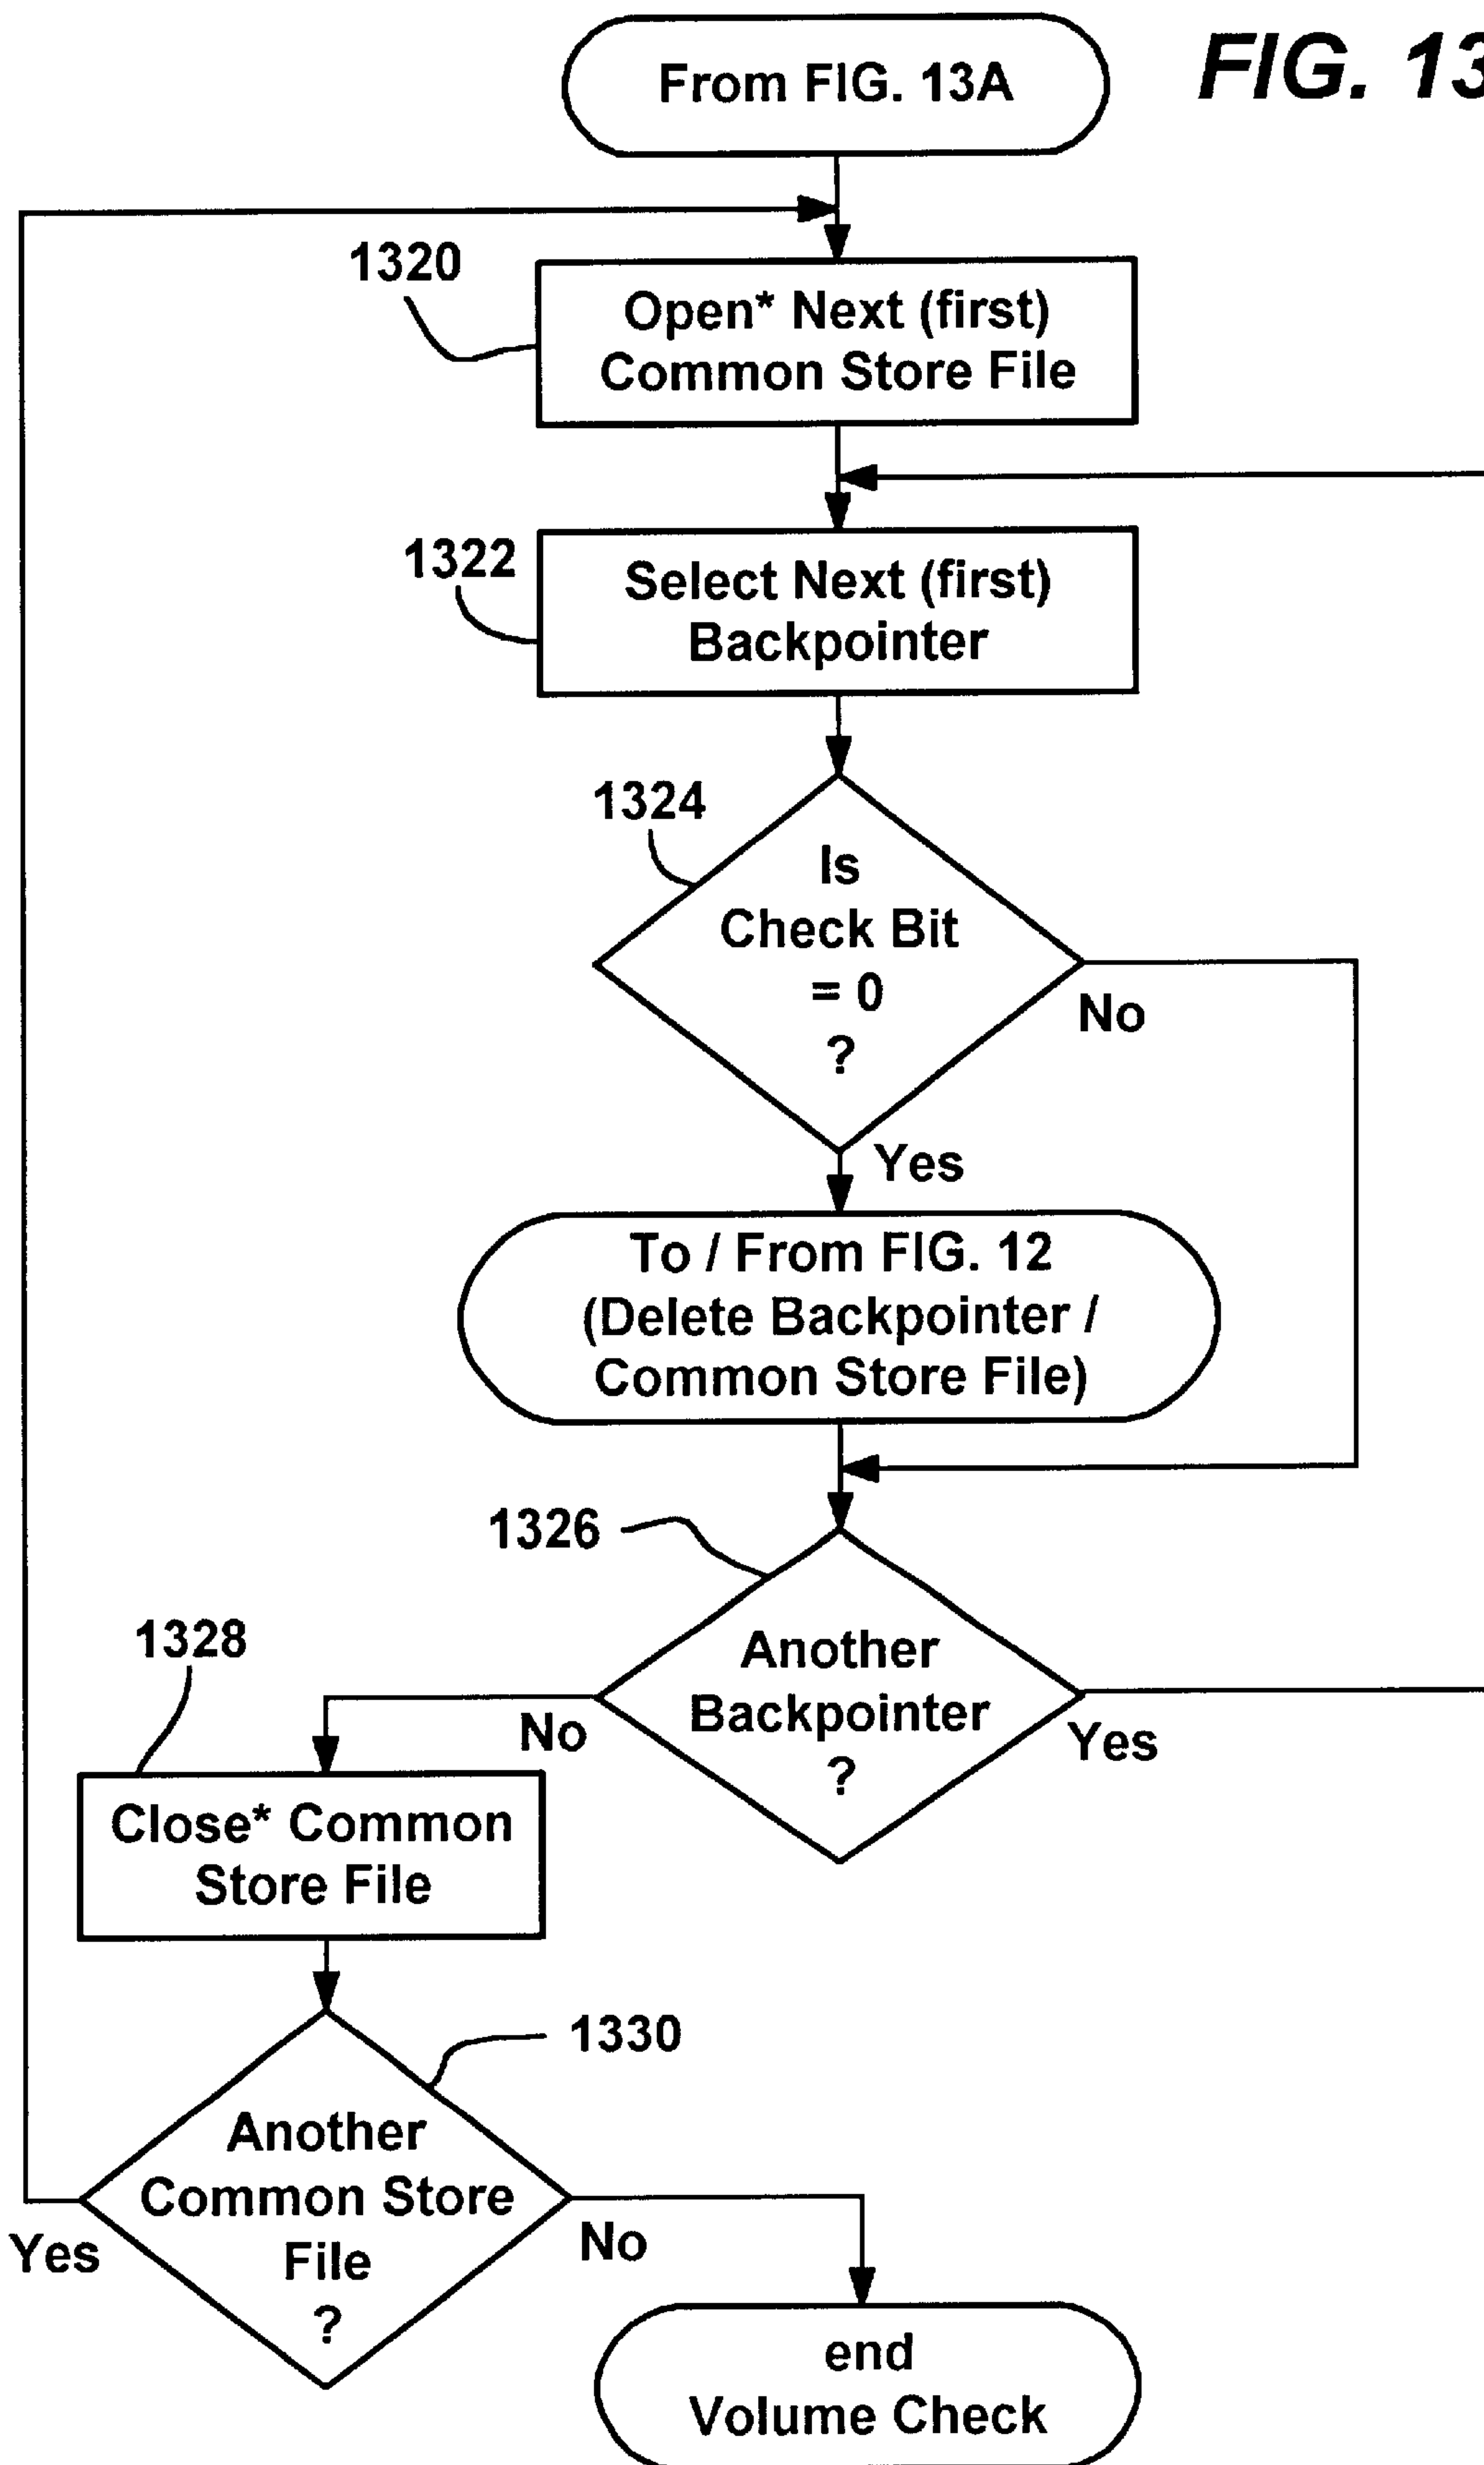 From FIG. 13A
FIG. 13
1320
Open* Next (first)
Common Store File
1322
Select Next (first)
Backpointer
1324
Is
Check Bit
= 0
?
No
Yes
To / From FIG. 12
(Delete Backpointer /
Common Store File)
1326
Another
Backpointer
?
No
Yes
1328
Close* Common
Store File
1330
Another
Common Store
File
?
Yes
No
end
Volume Check